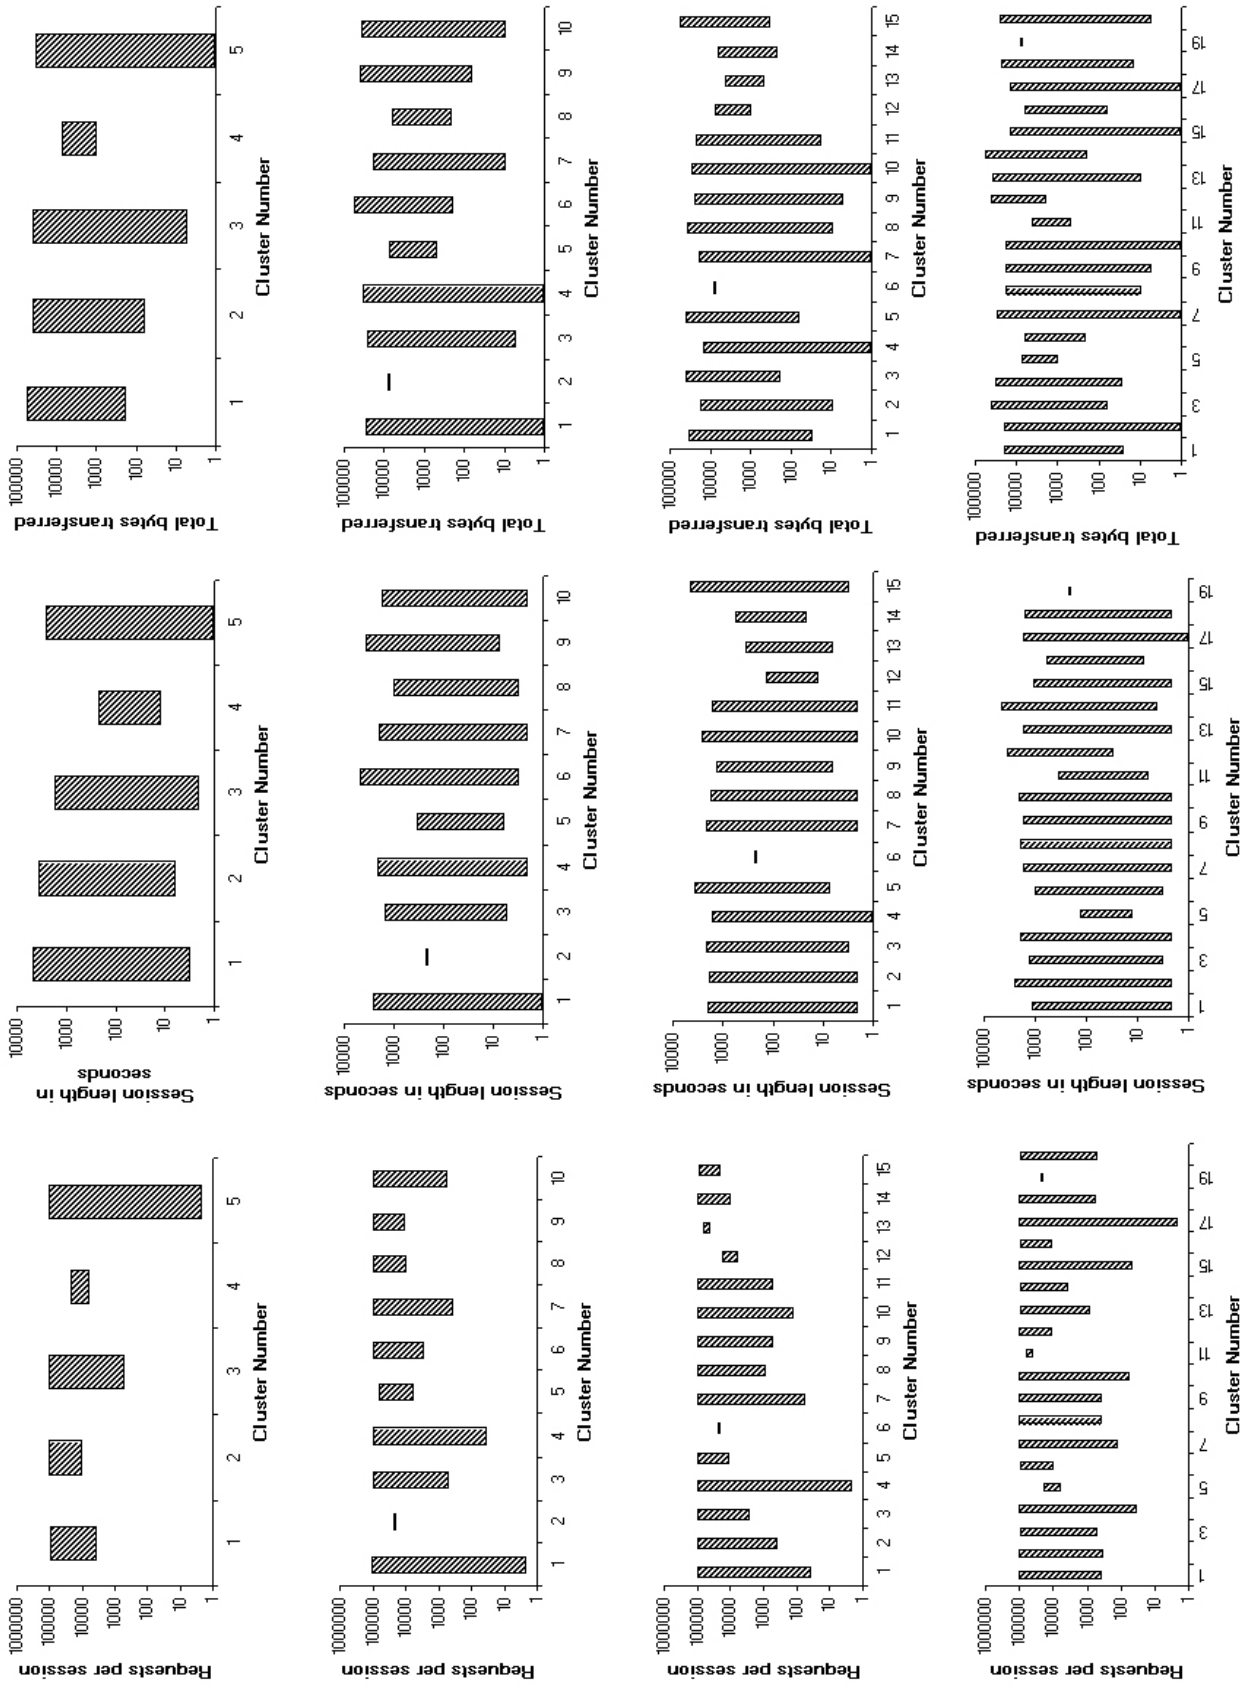 Requests per session
1000000
100000
10000
1000
100
10
1
1 2 3 4 5
Cluster Number
Session length in
seconds
10000
1000
100
10
1
1 2 3 4 5
Cluster Number
Total bytes transferred
100000
10000
1000
100
10
1
1 2 3 4 5
Cluster Number
Requests per session
1000000
100000
10000
1000
100
10
1
1 2 3 4 5 6 7 8 9 10
Cluster Number
Session length in seconds
10000
1000
100
10
1
1 2 3 4 5 6 7 8 9 10
Cluster Number
Total bytes transferred
100000
10000
1000
100
10
1
1 2 3 4 5 6 7 8 9 10
Cluster Number
Requests per session
1000000
100000
10000
1000
100
10
1
1 2 3 4 5 6 7 8 9 10 11 12 13 14 15
Cluster Number
Session length in seconds
10000
1000
100
10
1
1 2 3 4 5 6 7 8 9 10 11 12 13 14 15
Cluster Number
Total bytes transferred
100000
10000
1000
100
10
1
1 2 3 4 5 6 7 8 9 10 11 12 13 14 15
Cluster Number
Requests per session
1000000
100000
10000
1000
100
10
1
1 3 5 7 9 11 13 15 17 19
Cluster Number
Session length in seconds
10000
1000
100
10
1
1 3 5 7 9 11 13 15 17 19
Cluster Number
Total bytes transferred
100000
10000
1000
100
10
1
1 3 5 7 9 11 13 15 17 19
Cluster Number